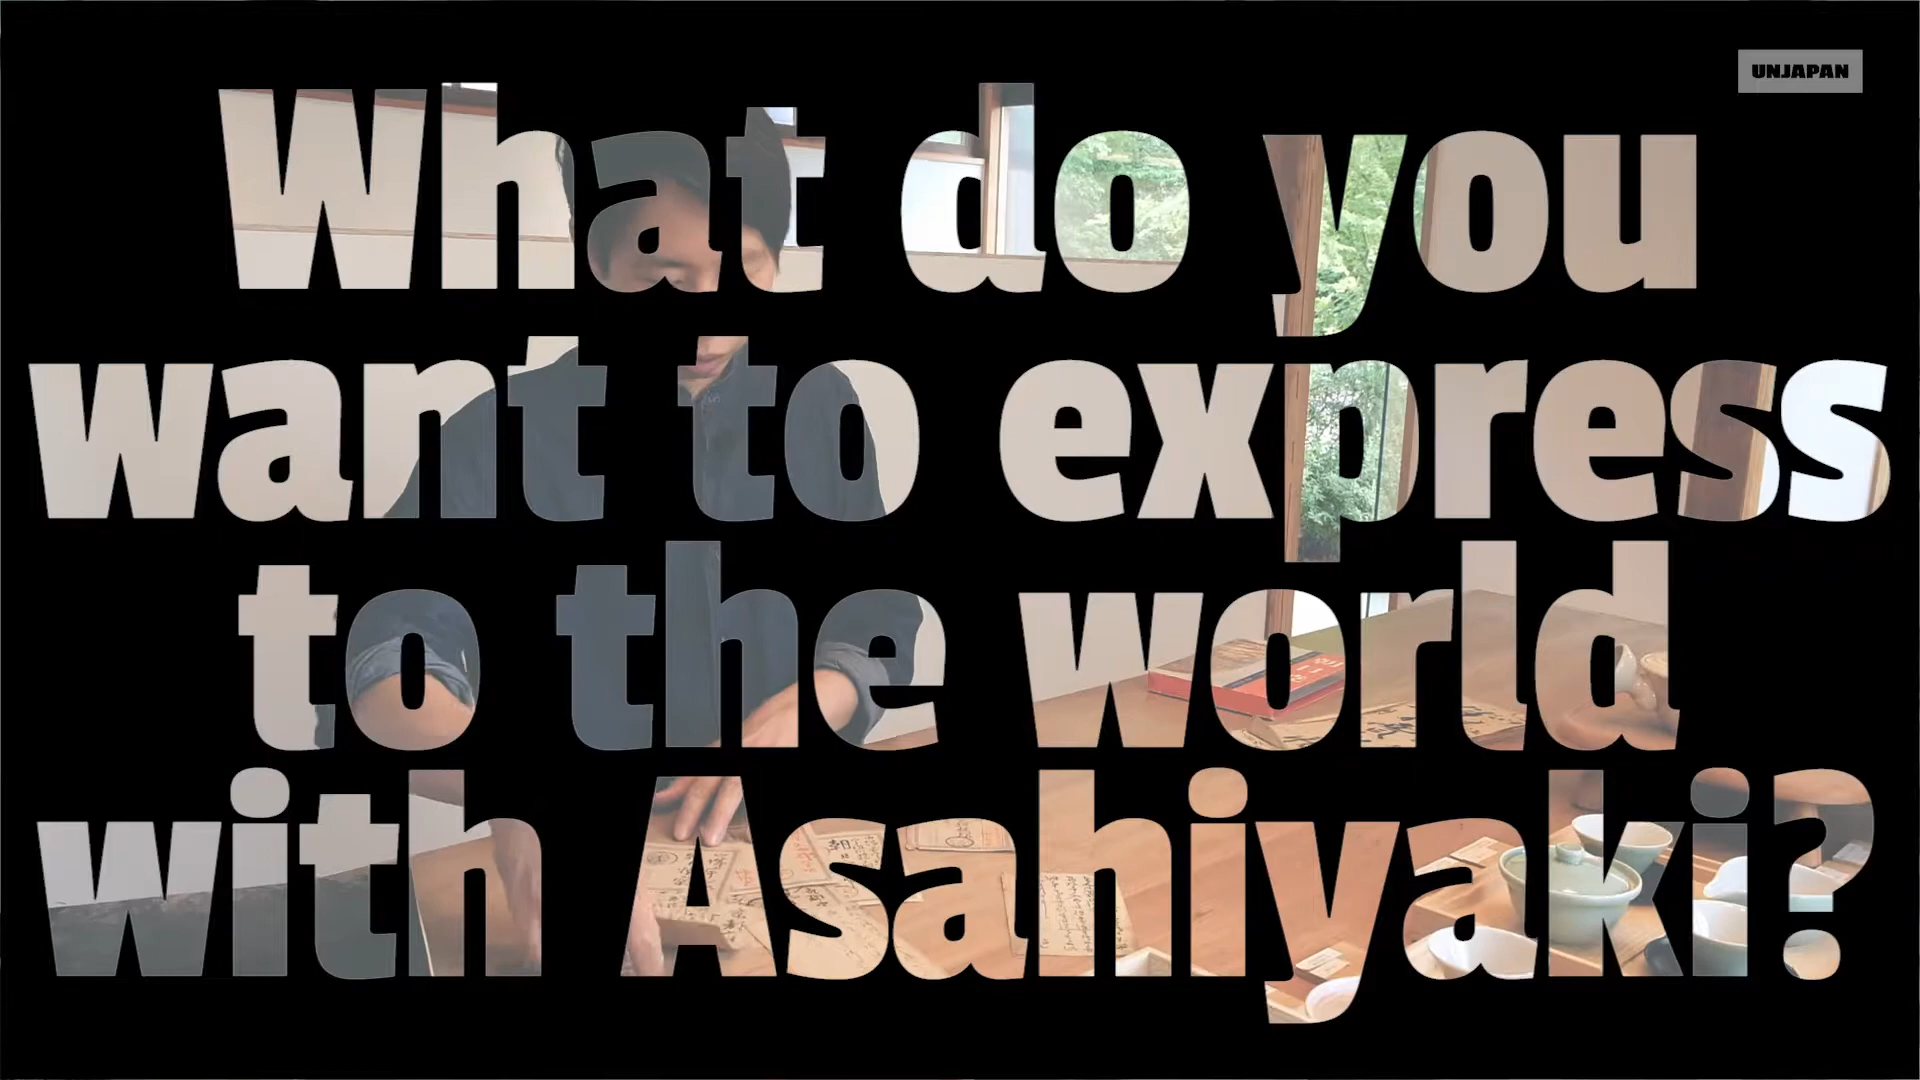 UNJAPAN
What do you
want to express
to the world
with Asahiyaki?